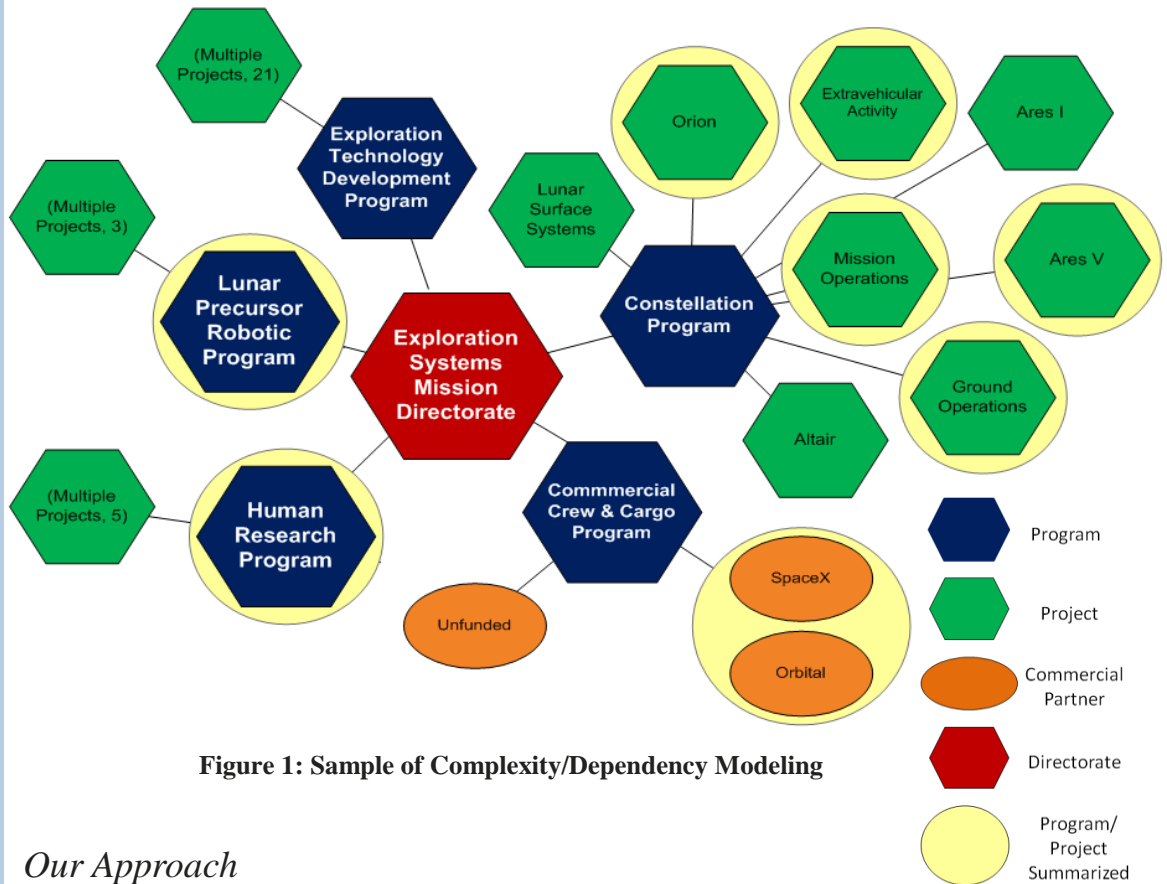 (Multiple
Projects, 21)
Exploration
Technology
Development
Program
(Multiple
Projects, 3)
Lunar
Precursor
Robotic
Program
Exploration
Systems
Mission
Directorate
(Multiple
Projects, 5)
Human
Research
Program
Orion
Extravehicular
Activity
Ares I
Lunar
Surface
Systems
Mission
Operations
Ares V
Constellation
Program
Ground
Operations
Altair
Commmercial
Crew & Cargo
Program
Unfunded
SpaceX
Orbital
Program
Project
Commercial
Partner
Directorate
Program/
Project
Summarized
Figure 1: Sample of Complexity/Dependency Modeling
Our Approach